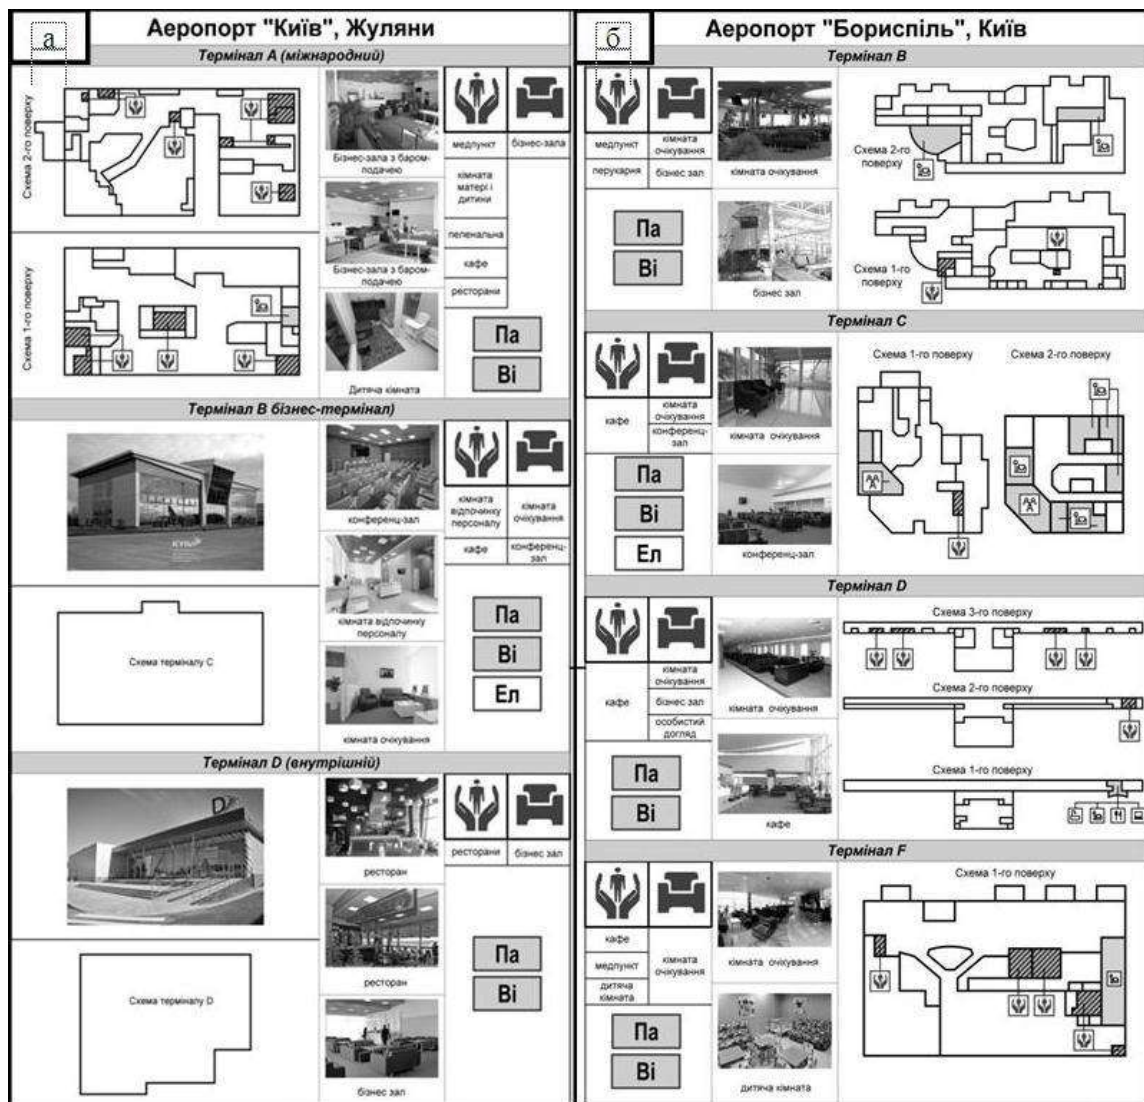 а
Аеропорт "Київ", Жуляни
Термінал А (міжнародний)
Схема 2-го поверху
Бізнес-зала з баром-
подачею
медпункт
бізнес-зала
кімната
матері і
дитини
пеленальна
кафе
ресторани
Бізнес-зала з баром-
подачею
Схема 1-го поверху
Дитяча кімната
Па
Ві
Термінал В бізнес-термінал)
конференц-зал
кімната
відпочинку
персоналу
кімната
очікування
кафе
конференц-
зал
кімната відпочинку
персоналу
Схема терміналу С
кімната очікування
Па
Ві
Ел
Термінал D (внутрішній)
ресторан
ресторани
бізнес зал
ресторан
Схема терміналу D
бізнес зал
Па
Ві
б
Аеропорт "Бориспіль", Київ
Термінал В
медпункт
кімната
очікування
перукарня
бізнес зал
кімната очікування
Схема 2-го
поверху
Па
Ві
бізнес зал
Схема 1-го
поверху
Термінал С
кафе
кімната
очікування
конференц-
зал
кімната очікування
Схема 1-го поверху
Схема 2-го поверху
Па
Ві
Ел
конференц-зал
Термінал D
кафе
кімната
очікування
бізнес зал
особистий
догляд
кімната очікування
Схема 3-го поверху
Схема 2-го поверху
Схема 1-го поверху
Па
Ві
кафе
Термінал F
кафе
медпункт
дитяча
кімната
кімната
очікування
кімната очікування
Схема 1-го поверху
Па
Ві
дитяча кімната